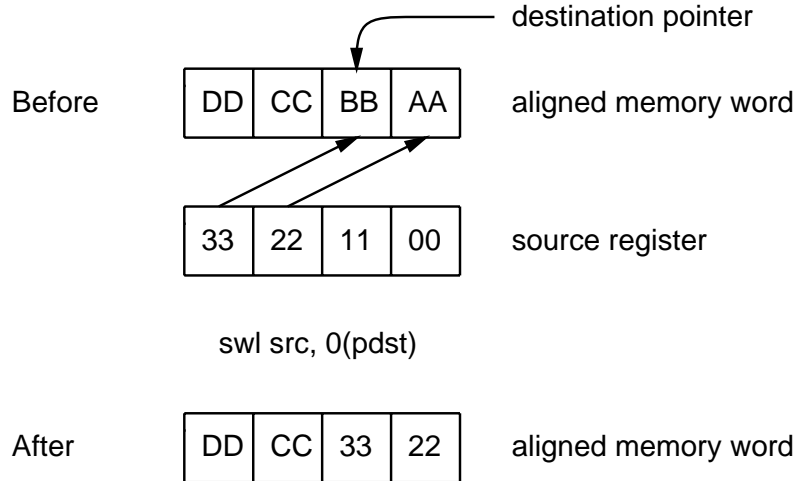 destination pointer
Before DD CC BB AA aligned memory word
33 22 11 00 source register
swl src, 0(pdst)
After DD CC 33 22 aligned memory word